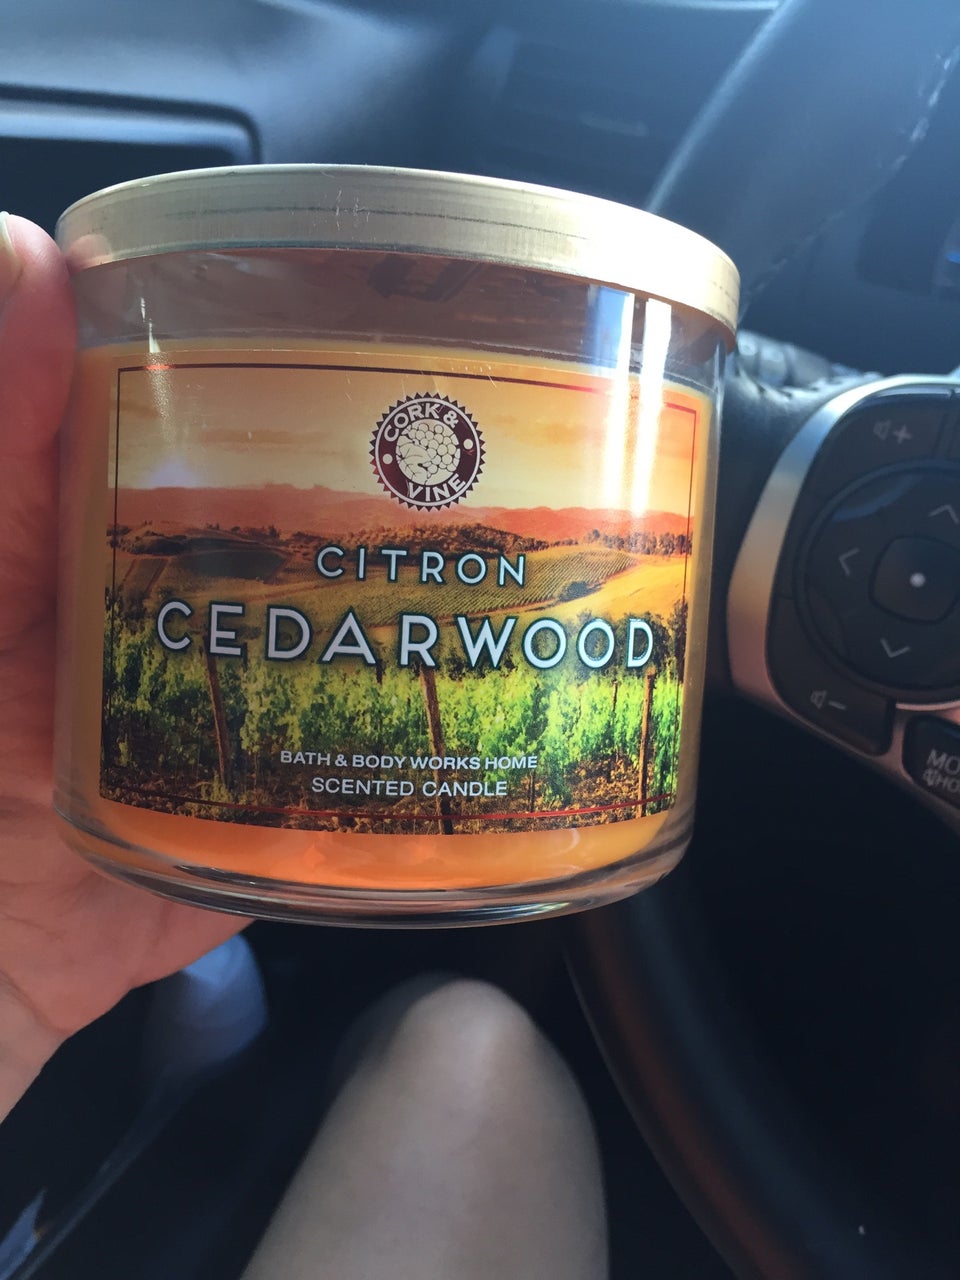 CORK &
VINE
CITRON
CEDARWOOD
BATH & BODY WORKS HOME
SCENTED CANDLE